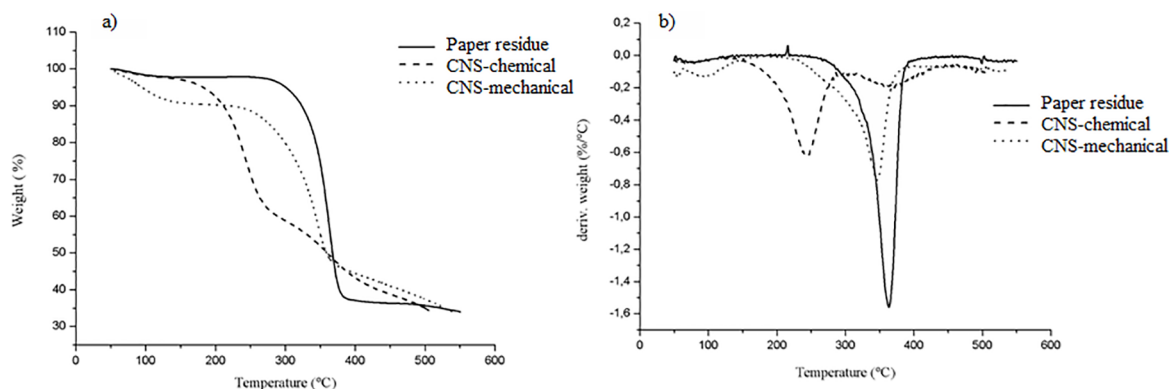 a)
Paper residue
CNS-chemical
CNS-mechanical
Weight ( %)
110
100
90
80
70
60
50
40
30
0
100
200
300
400
500
600
Temperature (°C)
b)
Paper residue
CNS-chemical
CNS-mechanical
deriv. weight (%/°C)
0,2
0,0
-0,2
-0,4
-0,6
-0,8
-1,0
-1,2
-1,4
-1,6
0
100
200
300
400
500
600
Temperature (°C)